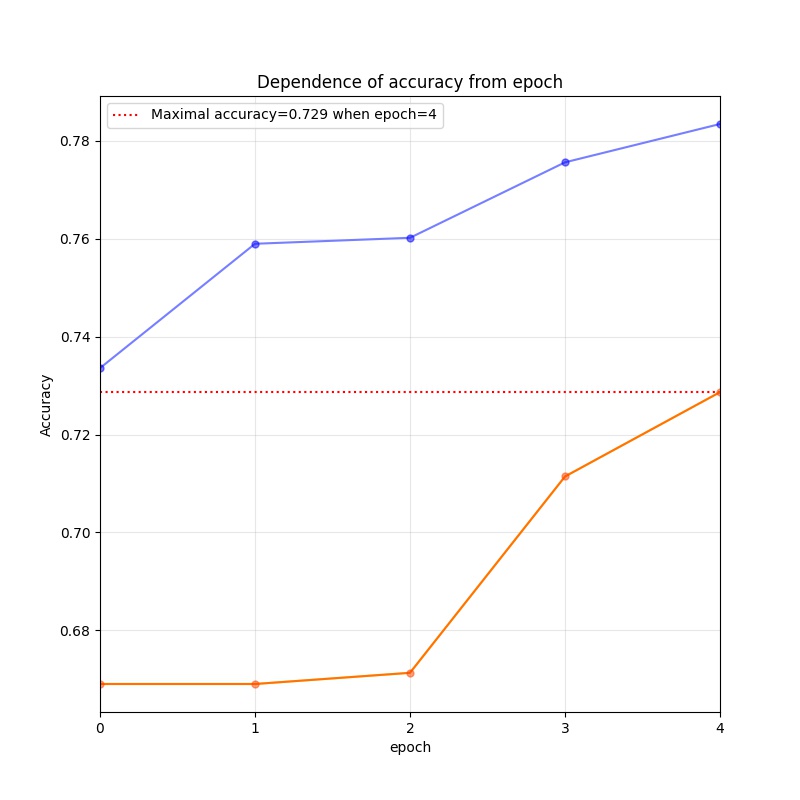 Dependence of accuracy from epoch
Maximal accuracy=0.729 when epoch=4
0.78
0.76
0.74
0.72
0.70
0.68
Accuracy
0 1 2 3 4
epoch